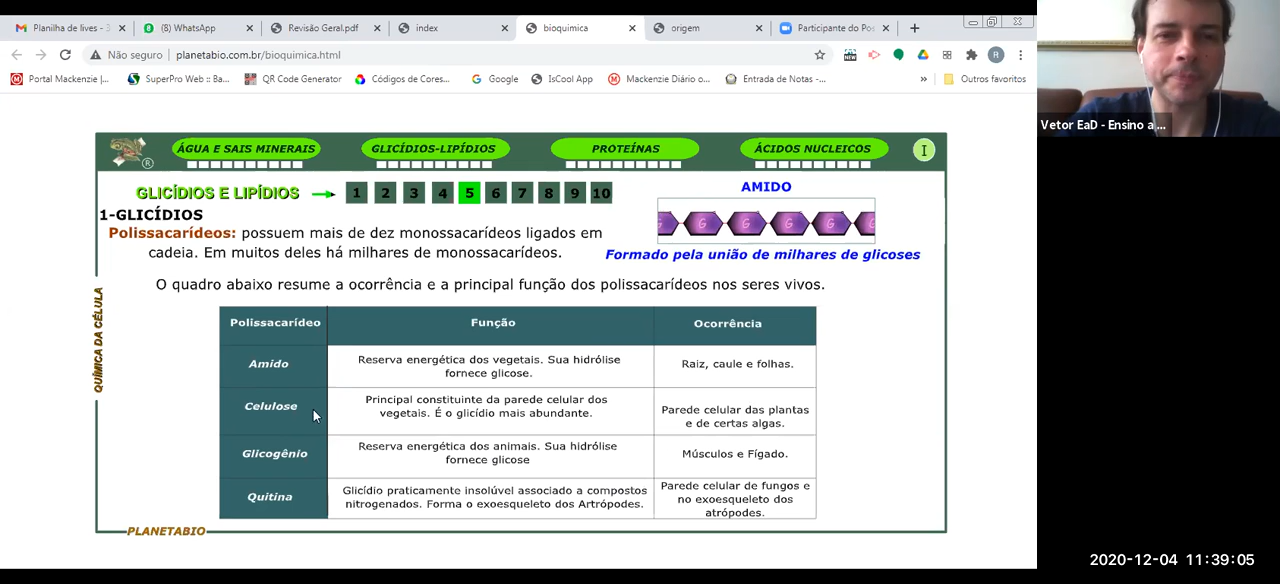 Planilha de lives - 
(8) WhatsApp
Revisão Geral.pdf
index
bioquimica
origem
Participante do Pos
Não seguro | planetabio.com.br/bioquimica.html
Portal Mackenzie |...
SuperPro Web :: Ba...
QR Code Generator
Códigos de Cores...
Google
IsCool App
Mackenzie Diário o...
Entrada de Notas -...
»
Outros favoritos
Vetor EaD - Ensino a ...
ÁGUA E SAIS MINERAIS
GLICÍDIOS-LIPÍDIOS
PROTEÍNAS
ÁCIDOS NUCLEICOS
GLICÍDIOS E LIPÍDIOS
1 2 3 4 5 6 7 8 9 10
AMIDO
1-GLICÍDIOS
Polissacarídeos: possuem mais de dez monossacarídeos ligados em
cadeia. Em muitos deles há milhares de monossacarídeos.
G G G G
Formado pela união de milhares de glicoses
O quadro abaixo resume a ocorrência e a principal função dos polissacarídeos nos seres vivos.
QUÍMICA DA CÉLULA
Polissacarídeo
Função
Ocorrência
Amido
Reserva energética dos vegetais. Sua hidrólise
fornece glicose.
Raiz, caule e folhas.
Celulose
Principal constituinte da parede celular dos
vegetais. É o glicídio mais abundante.
Parede celular das plantas
e de certas algas.
Glicogênio
Reserva energética dos animais. Sua hidrólise
fornece glicose
Músculos e Fígado.
Quitina
Glicídio praticamente insolúvel associado a compostos
nitrogenados. Forma o exoesqueleto dos Artrópodes.
Parede celular de fungos e
no exoesqueleto dos
atrópodes.
PLANETABIO
2020-12-04 11:39:05